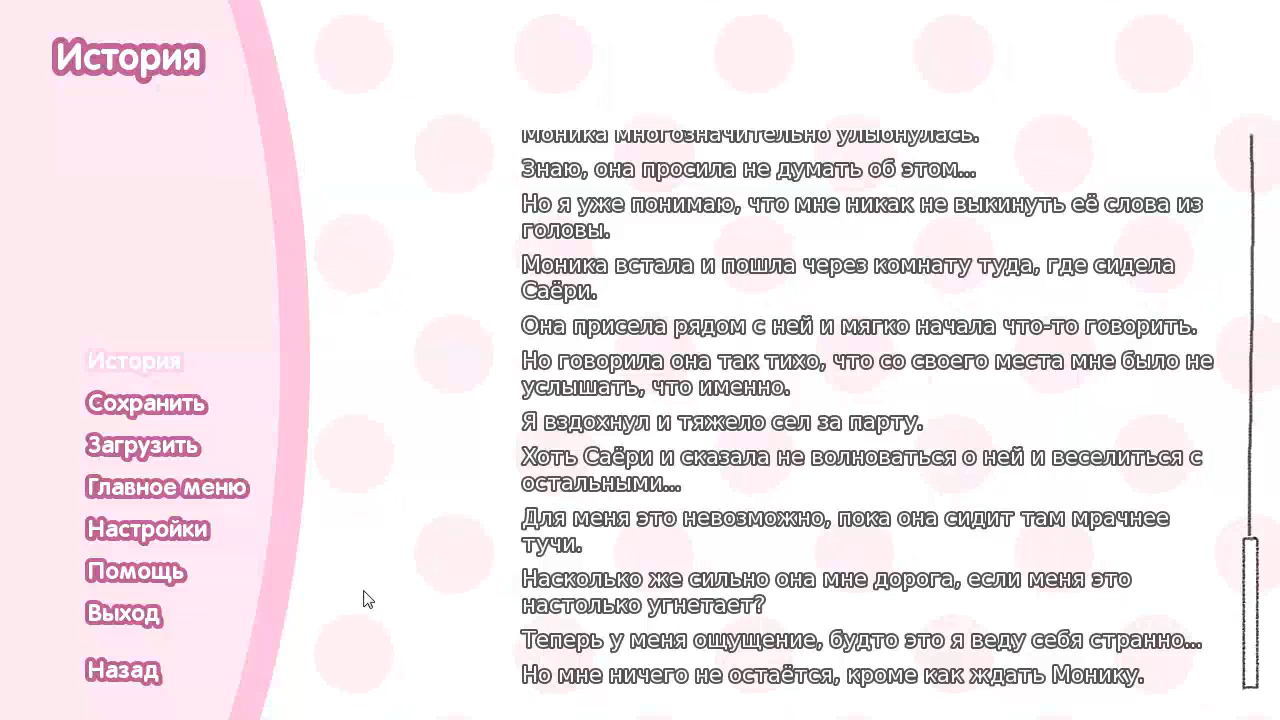 История
Моника многозначительно улыбнулась.
Знаю, она просила не думать об этом...
Но я уже понимаю, что мне никак не выкинуть её слова из
головы.
Моника встала и пошла через комнату туда, где сидела
Саёри.
Она присела рядом с ней и мягко начала что-то говорить.
Но говорила она так тихо, что со своего места мне было не
услышать, что именно.
Я вздохнул и тяжело сел за парту.
Хоть Саёри и сказала не волноваться о ней и веселиться с
остальными...
Для меня это невозможно, пока она сидит там мрачнее
тучи.
Насколько же сильно она мне дорога, если меня это
настолько угнетает?
Теперь у меня ощущение, будто это я веду себя странно...
Но мне ничего не остаётся, кроме как ждать Монику.
История
Сохранить
Загрузить
Главное меню
Настройки
Помощь
Выход
Назад